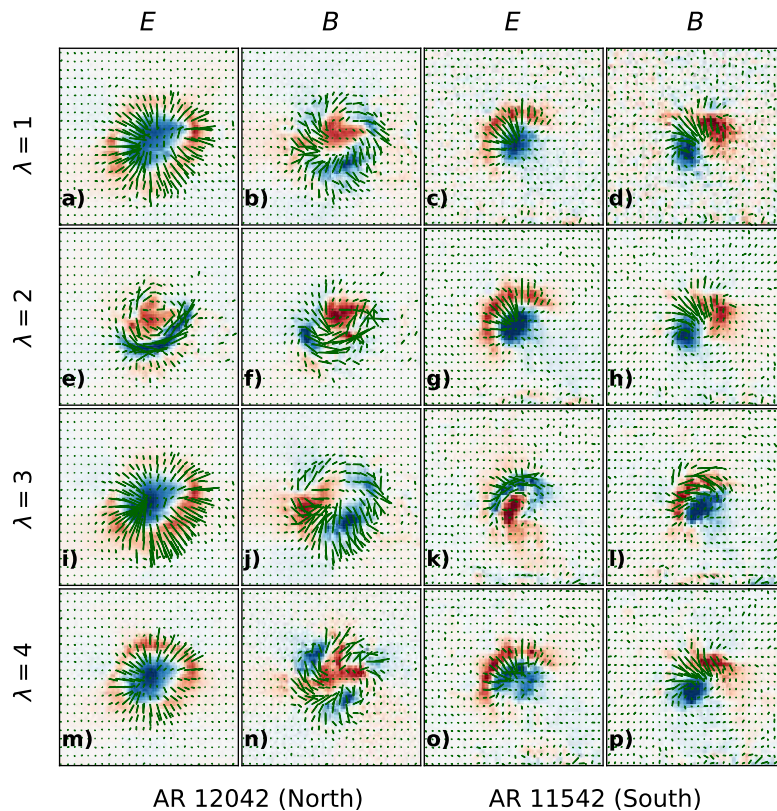 E B E B
λ = 1
a) b) c) d)
λ = 2
e) f) g) h)
λ = 3
i) j) k) l)
λ = 4
m) n) o) p)
AR 12042 (North) AR 11542 (South)